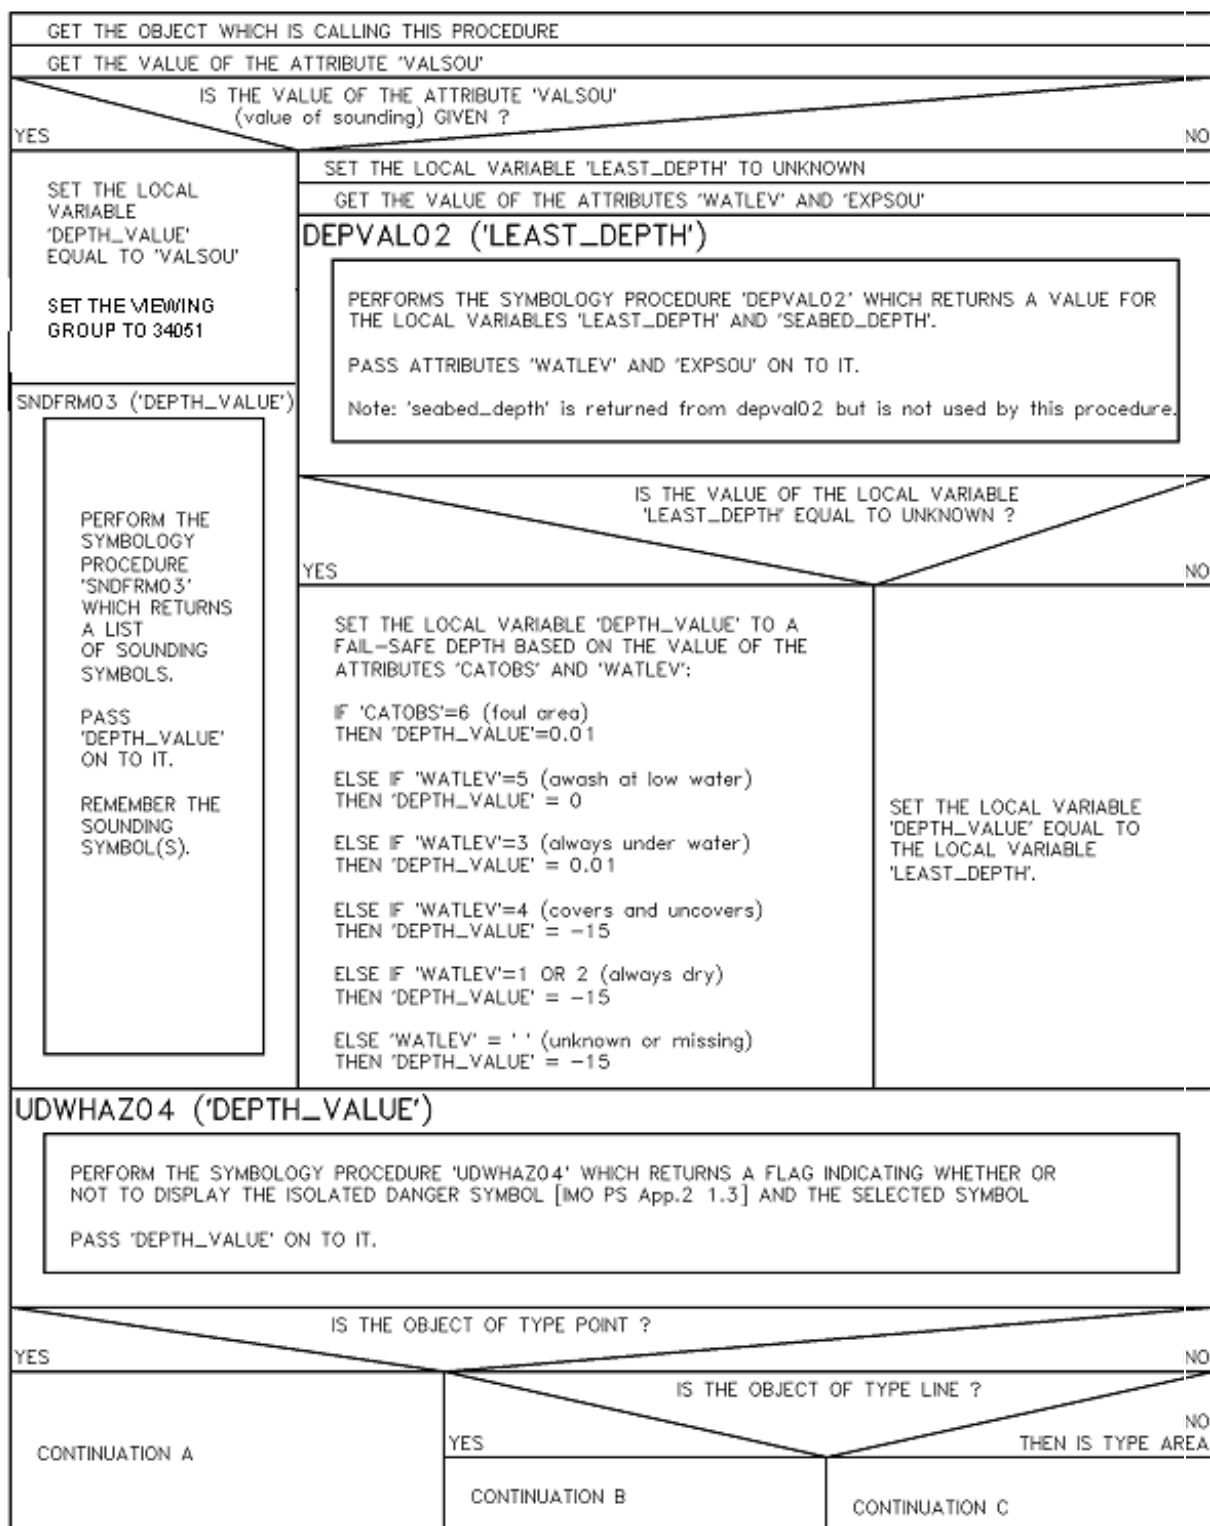 GET THE OBJECT WHICH IS CALLING THIS PROCEDURE
GET THE VALUE OF THE ATTRIBUTE 'VALSOU'
IS THE VALUE OF THE ATTRIBUTE 'VALSOU'
(value of sounding) GIVEN ?
YES
NO
SET THE LOCAL
VARIABLE
'DEPTH_VALUE'
EQUAL TO 'VALSOU'
SET THE VIEWING
GROUP TO 34051
SNDFRM03 ('DEPTH_VALUE')
PERFORM THE
SYMBOLOGY
PROCEDURE
'SNDFRM03'
WHICH RETURNS
A LIST
OF SOUNDING
SYMBOLS.
PASS
'DEPTH_VALUE'
ON TO IT.
REMEMBER THE
SOUNDING
SYMBOL(S).
SET THE LOCAL VARIABLE 'LEAST_DEPTH' TO UNKNOWN
GET THE VALUE OF THE ATTRIBUTES 'WATLEV' AND 'EXPSOU'
DEPVAL02 ('LEAST_DEPTH')
PERFORMS THE SYMBOLOGY PROCEDURE 'DEPVAL02' WHICH RETURNS A VALUE FOR
THE LOCAL VARIABLES 'LEAST_DEPTH' AND 'SEABED_DEPTH'.
PASS ATTRIBUTES 'WATLEV' AND 'EXPSOU' ON TO IT.
Note: 'seabed_depth' is returned from depval02 but is not used by this procedure.
IS THE VALUE OF THE LOCAL VARIABLE
'LEAST_DEPTH' EQUAL TO UNKNOWN ?
YES
NO
SET THE LOCAL VARIABLE 'DEPTH_VALUE' TO A
FAIL-SAFE DEPTH BASED ON THE VALUE OF THE
ATTRIBUTES 'CATOBS' AND 'WATLEV':
IF 'CATOBS'=6 (foul area)
THEN 'DEPTH_VALUE'=0.01
ELSE IF 'WATLEV'=5 (awash at low water)
THEN 'DEPTH_VALUE' = 0
ELSE IF 'WATLEV'=3 (always under water)
THEN 'DEPTH_VALUE' = 0.01
ELSE IF 'WATLEV'=4 (covers and uncovers)
THEN 'DEPTH_VALUE' = -15
ELSE IF 'WATLEV'=1 OR 2 (always dry)
THEN 'DEPTH_VALUE' = -15
ELSE 'WATLEV' = ' ' (unknown or missing)
THEN 'DEPTH_VALUE' = -15
SET THE LOCAL VARIABLE
'DEPTH_VALUE' EQUAL TO
THE LOCAL VARIABLE
'LEAST_DEPTH'.
UDWHAZ04 ('DEPTH_VALUE')
PERFORM THE SYMBOLOGY PROCEDURE 'UDWHAZ04' WHICH RETURNS A FLAG INDICATING WHETHER OR
NOT TO DISPLAY THE ISOLATED DANGER SYMBOL [IMO PS App.2 1.3] AND THE SELECTED SYMBOL
PASS 'DEPTH_VALUE' ON TO IT.
IS THE OBJECT OF TYPE POINT ?
YES
NO
IS THE OBJECT OF TYPE LINE ?
YES
NO
THEN IS TYPE AREA
CONTINUATION A
CONTINUATION B
CONTINUATION C